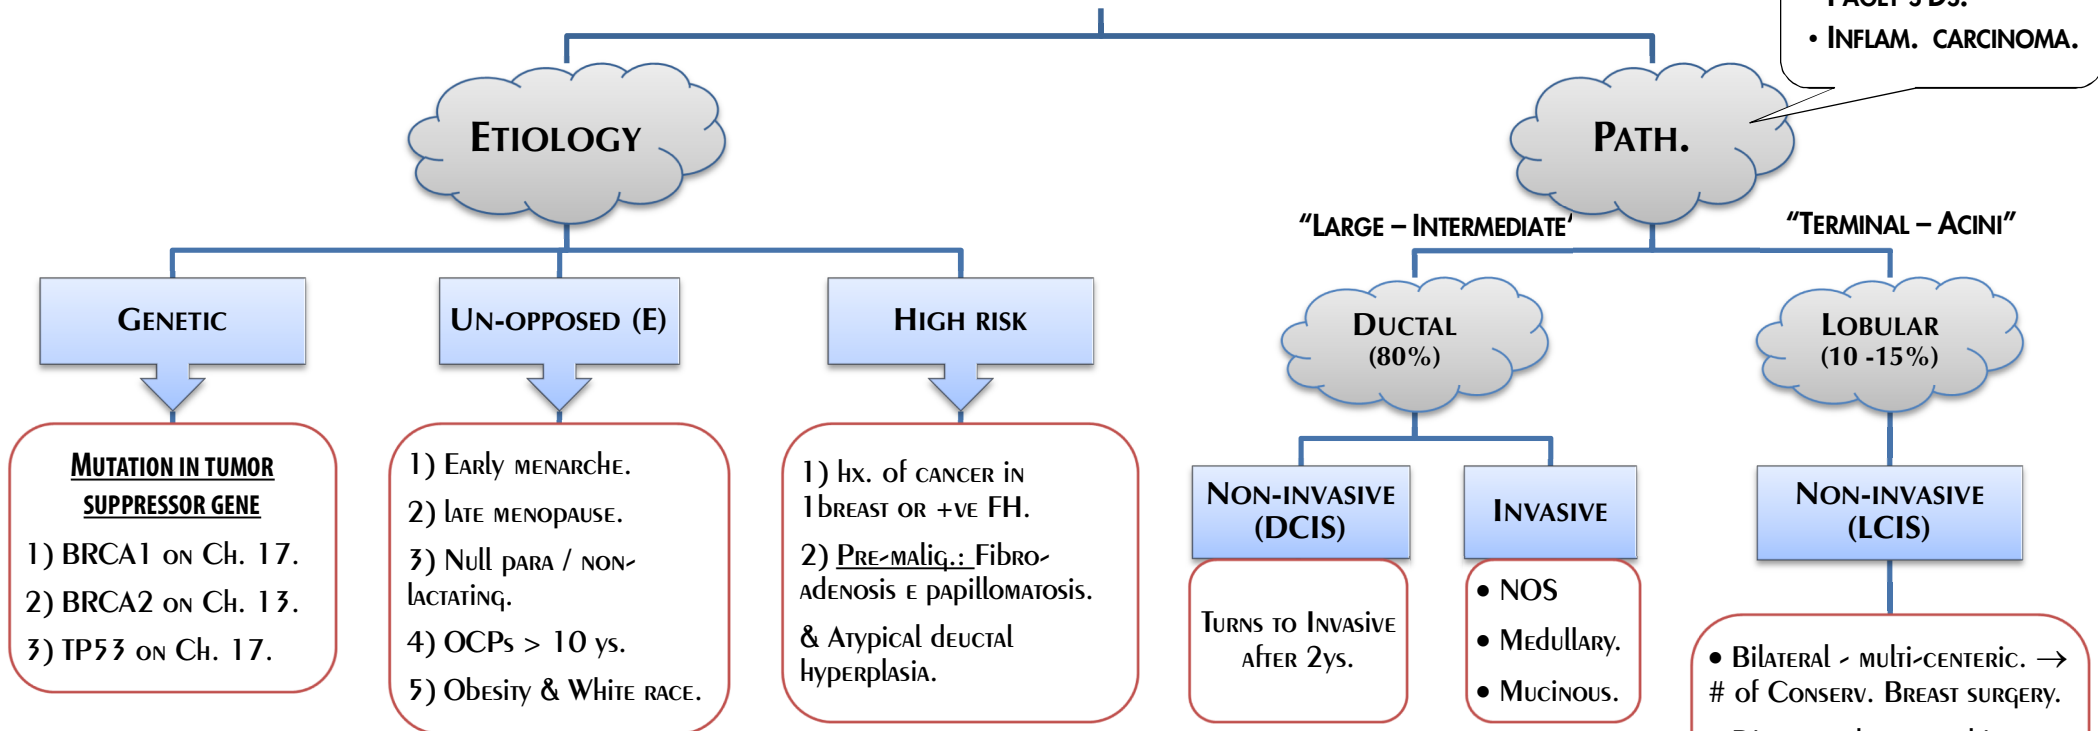 PAGET'S DS.
• INFLAM. CARCINOMA.
ETIOLOGY
PATH.
"LARGE – INTERMEDIATE"
"TERMINAL – ACINI"
GENETIC
UN-OPPOSED (E)
HIGH RISK
DUCTAL
(80%)
LOBULAR
(10 -15%)
MUTATION IN TUMOR
SUPPRESSOR GENE
1) BRCA1 ON Ch. 17.
2) BRCA2 ON Ch. 13.
3) TP53 ON Ch. 17.
1) Early menarche.
2) late menopause.
3) Null para / non-
lactating.
4) OCPs > 10 ys.
5) Obesity & White race.
1) hx. of cancer in
1breast or +ve FH.
2) Pre-malig.: Fibro-
adenosis e papillomatosis.
& Atypical deuctal
hyperplasia.
NON-INVASIVE
(DCIS)
INVASIVE
NON-INVASIVE
(LCIS)
Turns to Invasive
after 2ys.
• NOS
• Medullary.
• Mucinous.
• Bilateral - multi-centeric. →
# of Conserv. Breast surgery.